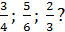 3/4 ; 5/6 ; 2/3 ?